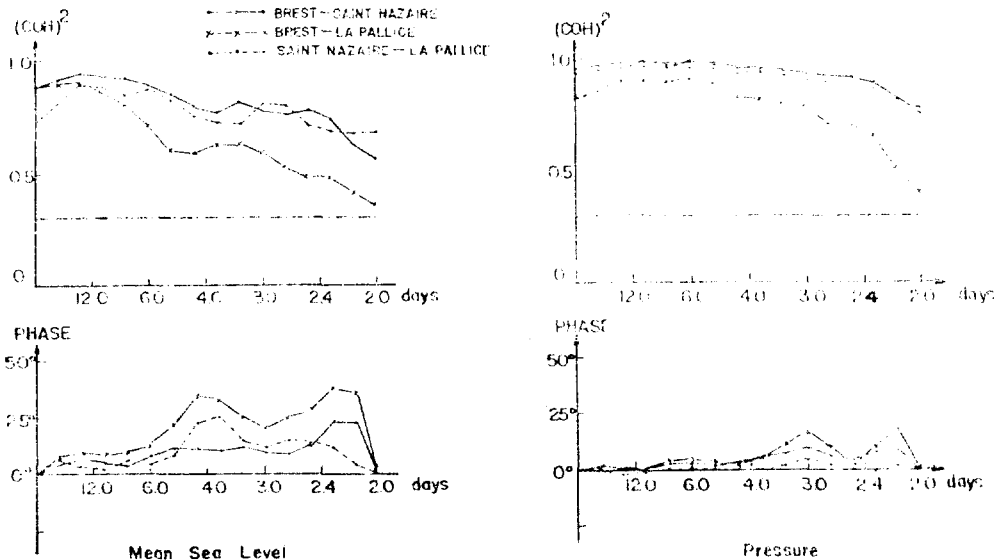 (COH)²
BREST—SAINT NAZAIRE
BREST—LA PALLICE
SAINT NAZAIRE—LA PALLICE
1.0
0.5
0
12.0 6.0 4.0 3.0 2.4 2.0 days
PHASE
50°
25°
0°
12.0 6.0 4.0 3.0 2.4 2.0 days
Mean Sea Level
(COH)²
1.0
0.5
0.
12.0 6.0 4.0 3.0 2.4 2.0 days
PHASE
50°
25°
0°
12.0 6.0 4.0 3.0 2.4 2.0 days
Pressure